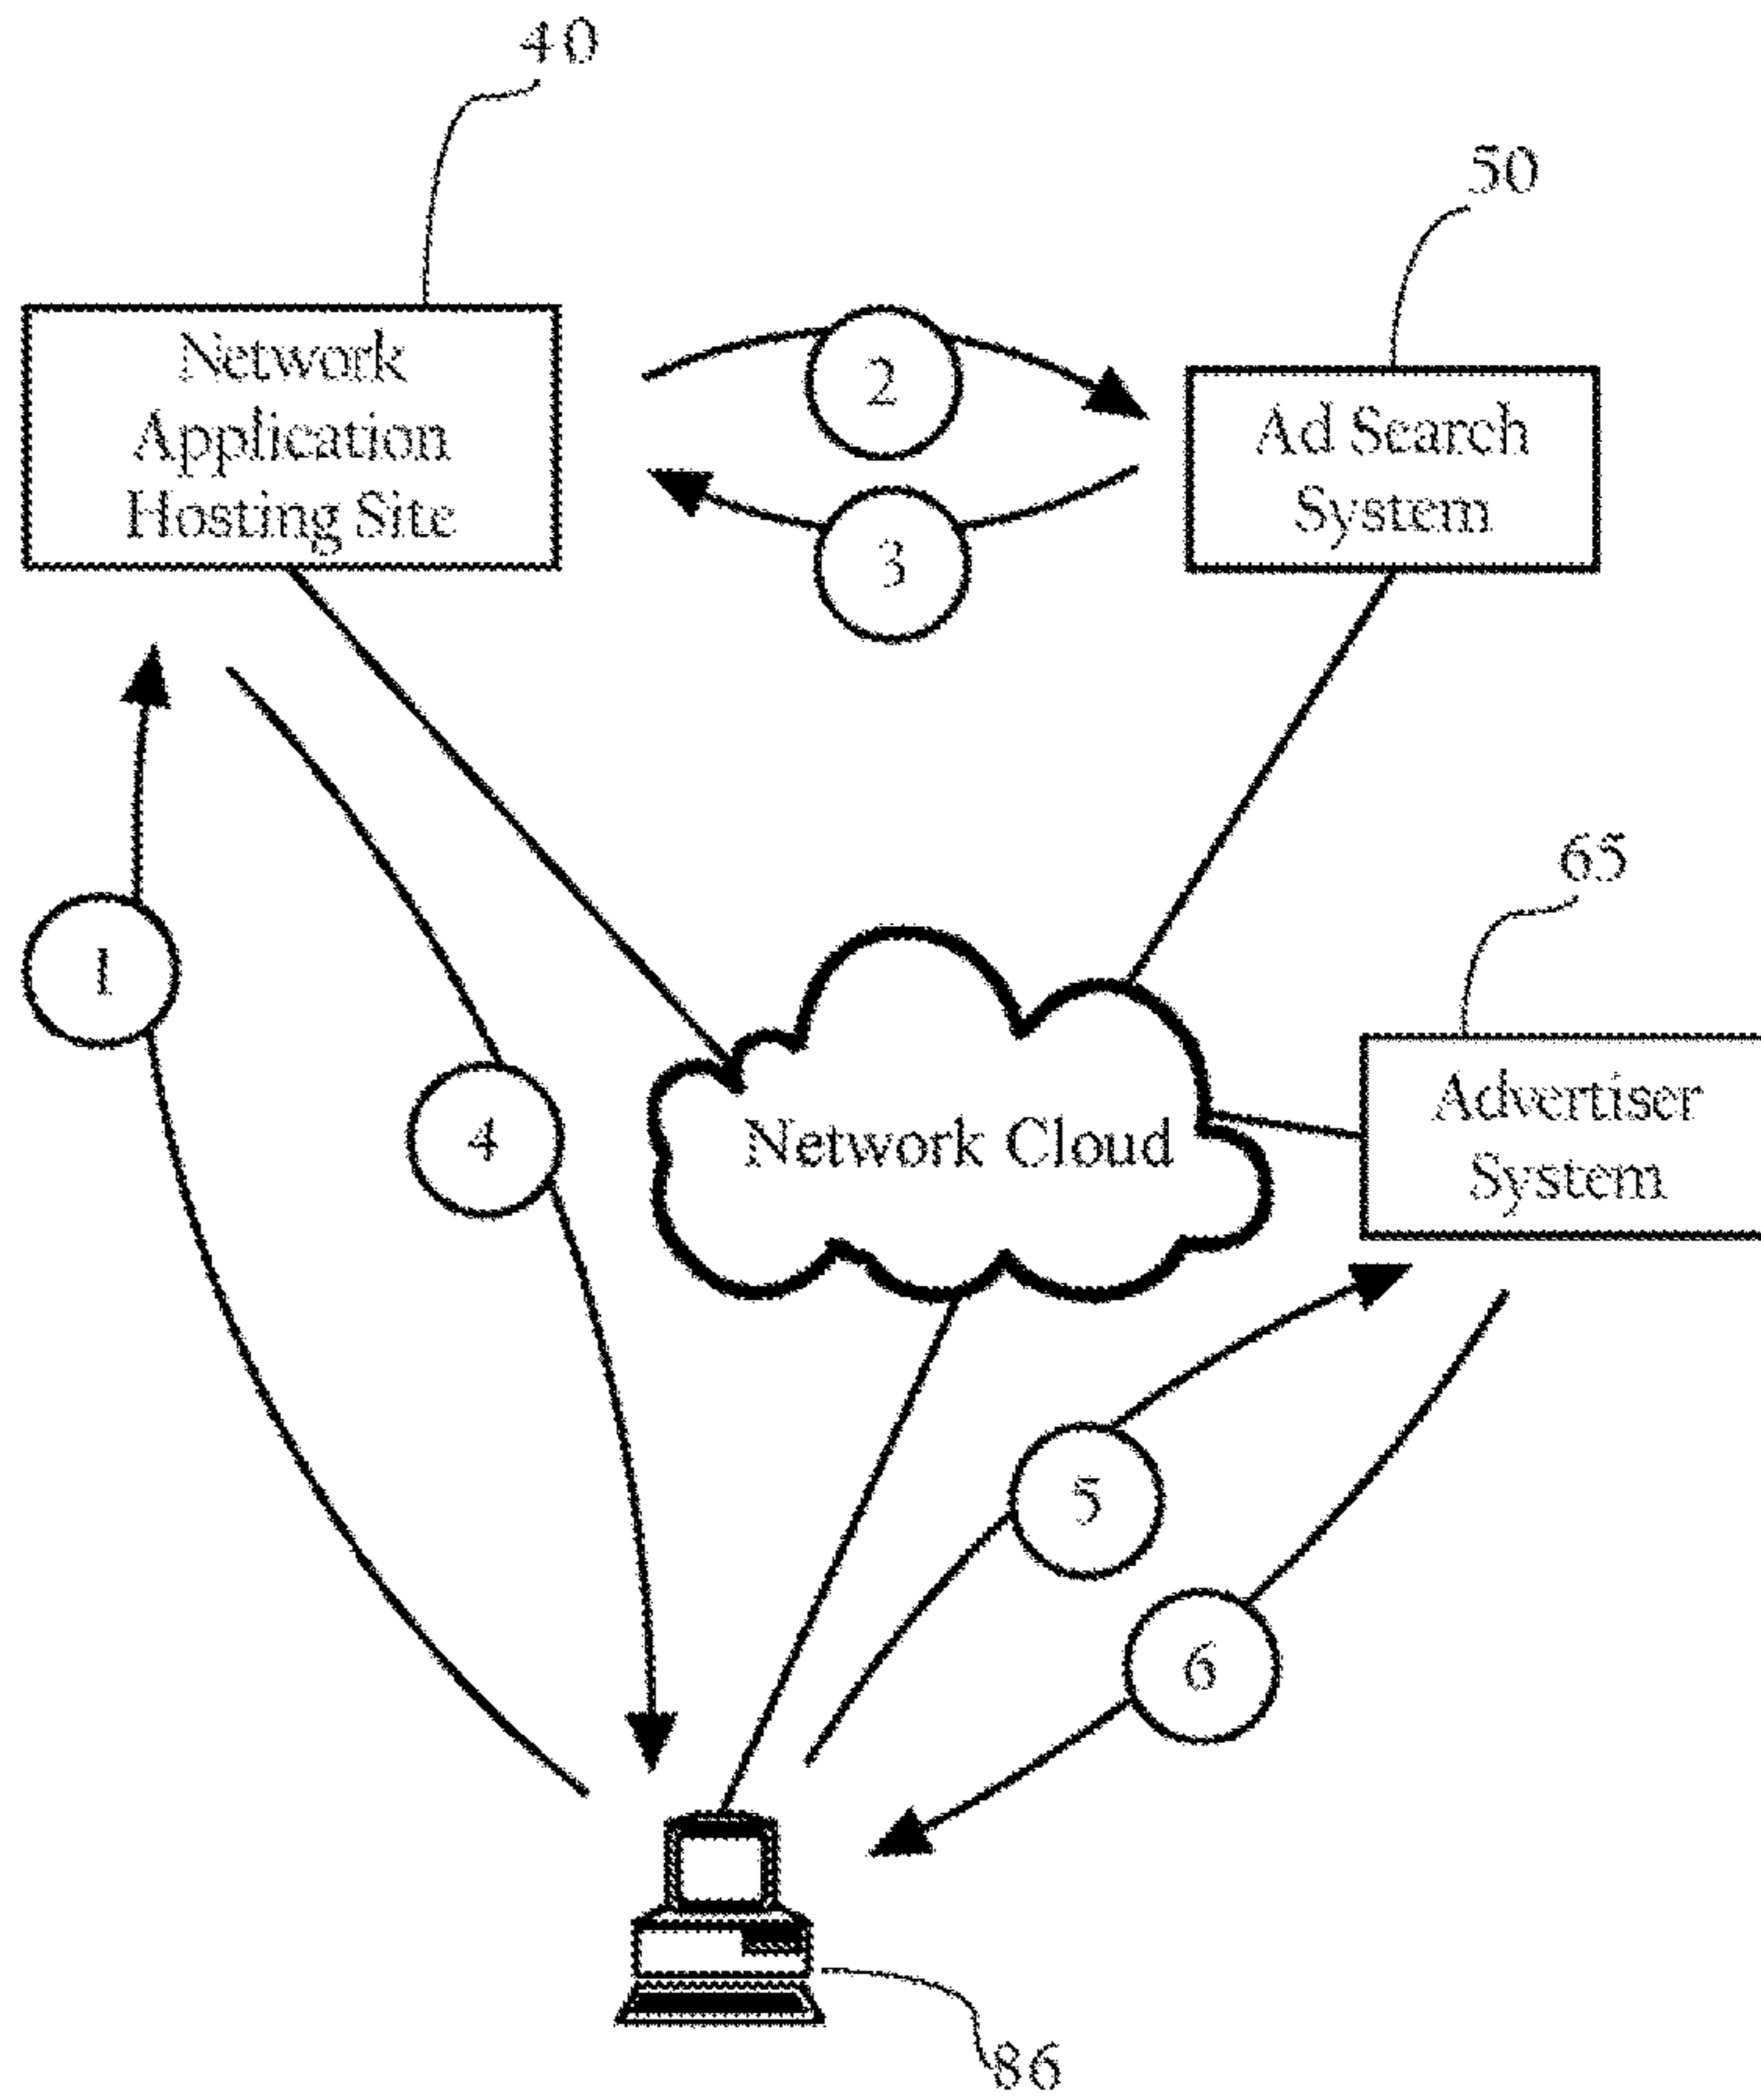 40
50
Network
Application
Hosting Site
2
Ad Search
System
3
65
1
Advertiser
System
4
Network Cloud
5
6
86